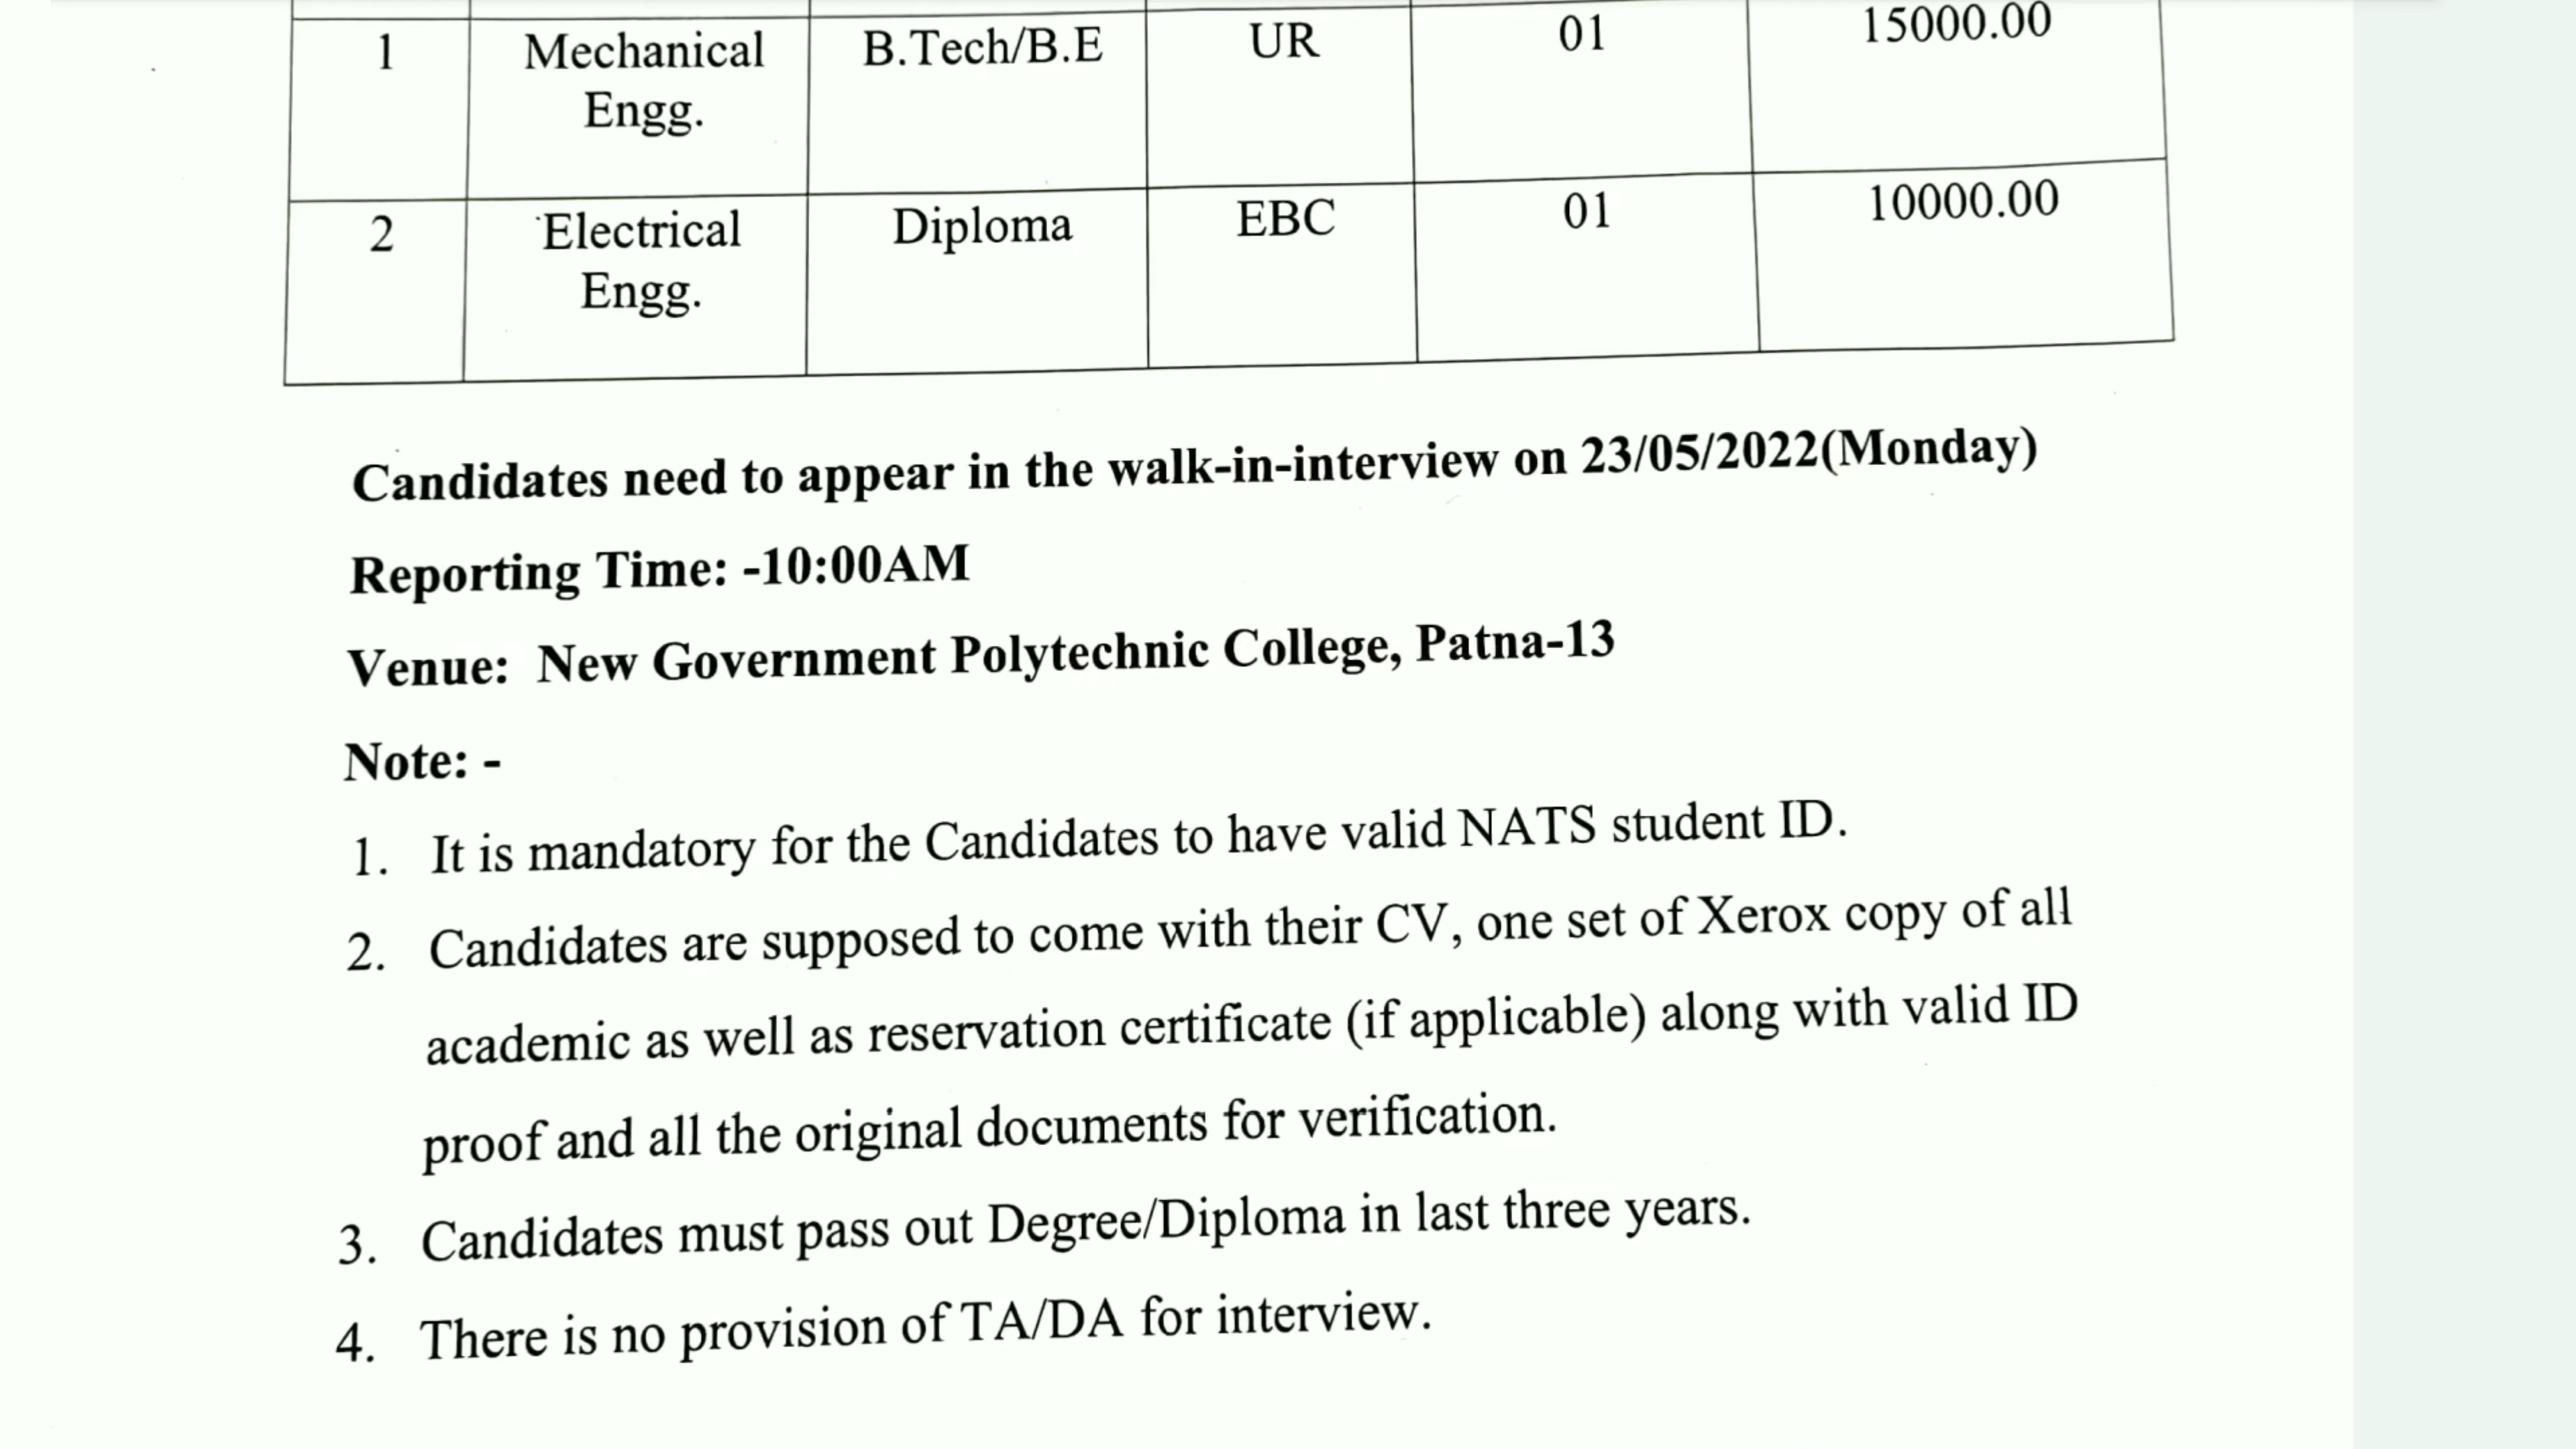 1 Mechanical Engg. B.Tech/B.E UR 01 15000.00
2 Electrical Engg. Diploma EBC 01 10000.00
Candidates need to appear in the walk-in-interview on 23/05/2022(Monday)
Reporting Time: -10:00AM
Venue: New Government Polytechnic College, Patna-13
Note: -
1. It is mandatory for the Candidates to have valid NATS student ID.
2. Candidates are supposed to come with their CV, one set of Xerox copy of all
academic as well as reservation certificate (if applicable) along with valid ID
proof and all the original documents for verification.
3. Candidates must pass out Degree/Diploma in last three years.
4. There is no provision of TA/DA for interview.